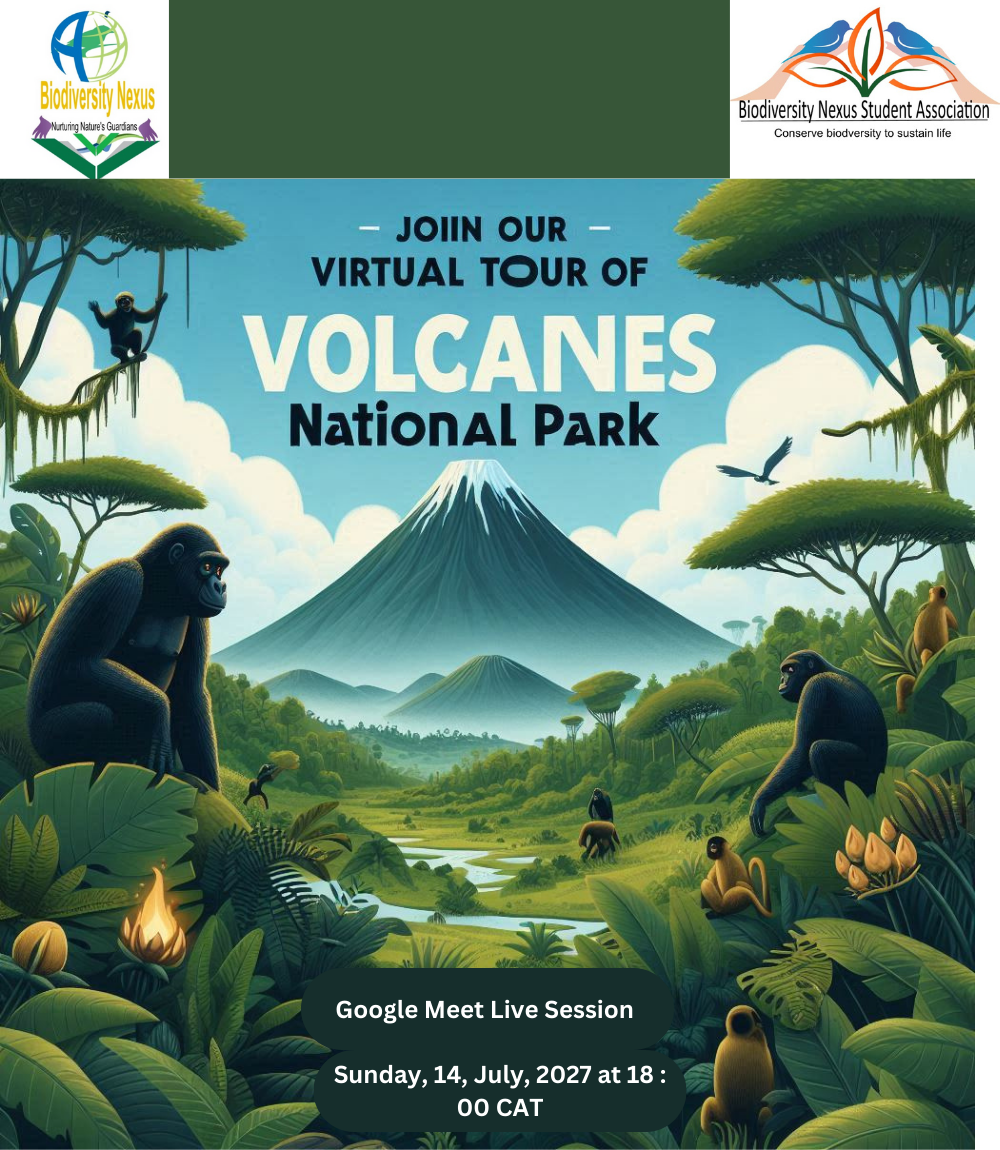 Biodiversity Nexus
Nurturing Nature's Guardians
Biodiversity Nexus Student Association
Conserve biodversity to sustain life
JOIIN OUR
VIRTUAL TOUR OF
VOLCANES
National Park
Google Meet Live Session
Sunday, 14, July, 2027 at 18 :
00 CAT